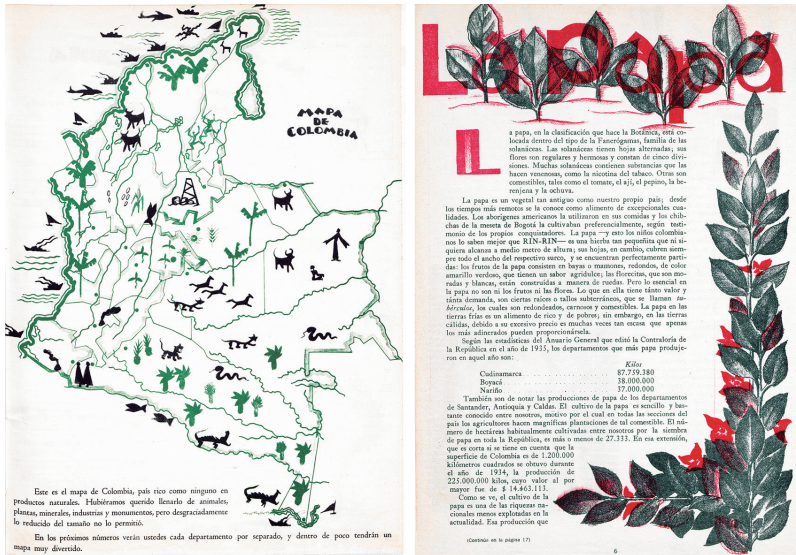 MAPA
DE
COLOMBIA
Este es el mapa de Colombia, país rico como ninguno en
productos naturales. Hubiéramos querido llenarlo de animales,
plantas, minerales, industrias y monumentos, pero desgraciadamente
lo reducido del tamaño no lo permitió.
En los próximos números verán ustedes cada departamento por separado, y dentro de poco tendrán un
mapa muy divertido.
La Papa
La papa, en la clasificación que hace la Botánica, está co-
locada dentro del tipo de la Fanerógamas, familia de las
solanáceas. Las solanáceas tienen hojas alternadas; sus
flores son regulares y hermosas y constan de cinco divi-
siones. Muchas solanáceas contienen substancias que las
hacen venenosas, como la nicotina del tabaco. Otras son
comestibles, tales como el tomate, el ají, el pepino, la be-
renjena y la ochuva.
La papa es un vegetal tan antiguo como nuestro propio país; desde
los tiempos más remotos se la conoce como alimento de excepcionales cua-
lidades. Los aborígenes americanos la utilizaron en sus comidas y los chib-
chas de la meseta de Bogotá la cultivaban preferencialmente, según testi-
monio de los propios conquistadores. La papa —y esto los niños colombia-
nos lo saben mejor que RIN-RIN— es una hierba tan pequeñita que ni si-
quiera alcanza a medio metro de altura; sus hojas, en cambio, cubren siem-
pre todo el ancho del respectivo surco, y se encuentran perfectamente parti-
das: los frutos de la papa consisten en bayas o mamones, redondos, de color
amarillo verdoso, que tienen un sabor agridulce; las florecitas, que son mo-
radas y blancas, están construídas a manera de ruedas. Pero lo esencial en
la papa no son ni los frutos ni las flores. Lo que en ella tiene tánto valor y
tánta demanda, son ciertas raíces o tallos subterráneos, que se llaman tu-
bérculos, los cuales son redondeados, carnosos y comestibles. La papa en las
tierras frías es un alimento de rico y de pobres; sin embargo, en las tierras
cálidas, debido a su excesivo precio es muchas veces tan escasa que apenas
los más adinerados pueden proporcionársela.
Según las estadísticas del Anuario General que editó la Contraloría de
la República en el año de 1935, los departamentos que más papa produje-
ron en aquel año son:
Kilos
Cundinamarca . . . . . . . . . . . . . 87.759.380
Boyacá . . . . . . . . . . . . . 38.000.000
Nariño . . . . . . . . . . . . . 37.000.000
También son de notar las producciones de papa de los departamentos
de Santander, Antioquia y Caldas. El cultivo de la papa es sencillo y bas-
tante conocido entre nosotros, motivo por el cual en todas las secciones del
país los agricultores hacen magníficas plantaciones de tal comestible. El nú-
mero de hectáreas habitualmente cultivadas entre nosotros por la siembra
de papa en toda la República, es más o menos de 27.333. En esa extensión,
que es corta si se tiene en cuenta que la
superficie de Colombia es de 1.200.000
kilómetros cuadrados se obtuvo durante
el año de 1934, la producción de
225.000.000 kilos, cuyo valor al por
mayor fue de $ 14.463.113.
Como se ve, el cultivo de la
papa es una de las riquezas na-
cionales menos explotadas en la
actualidad. Esa producción que
(Continúa en la página 17)
6